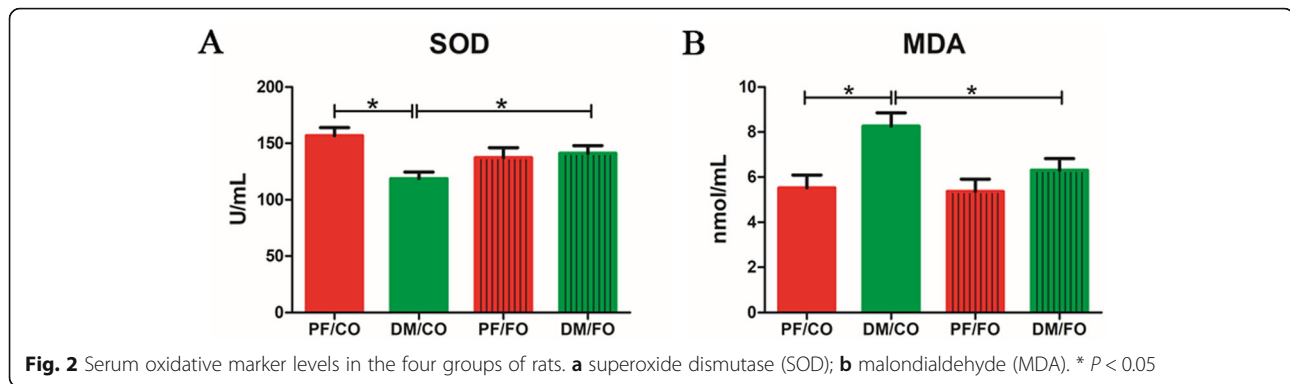 A
SOD
200
150
100
50
0
U/mL
*
*
PF/CO DM/CO PF/FO DM/FO
B
MDA
10
8
6
4
2
0
nmol/mL
*
*
PF/CO DM/CO PF/FO DM/FO
Fig. 2 Serum oxidative marker levels in the four groups of rats. a superoxide dismutase (SOD); b malondialdehyde (MDA). * P < 0.05